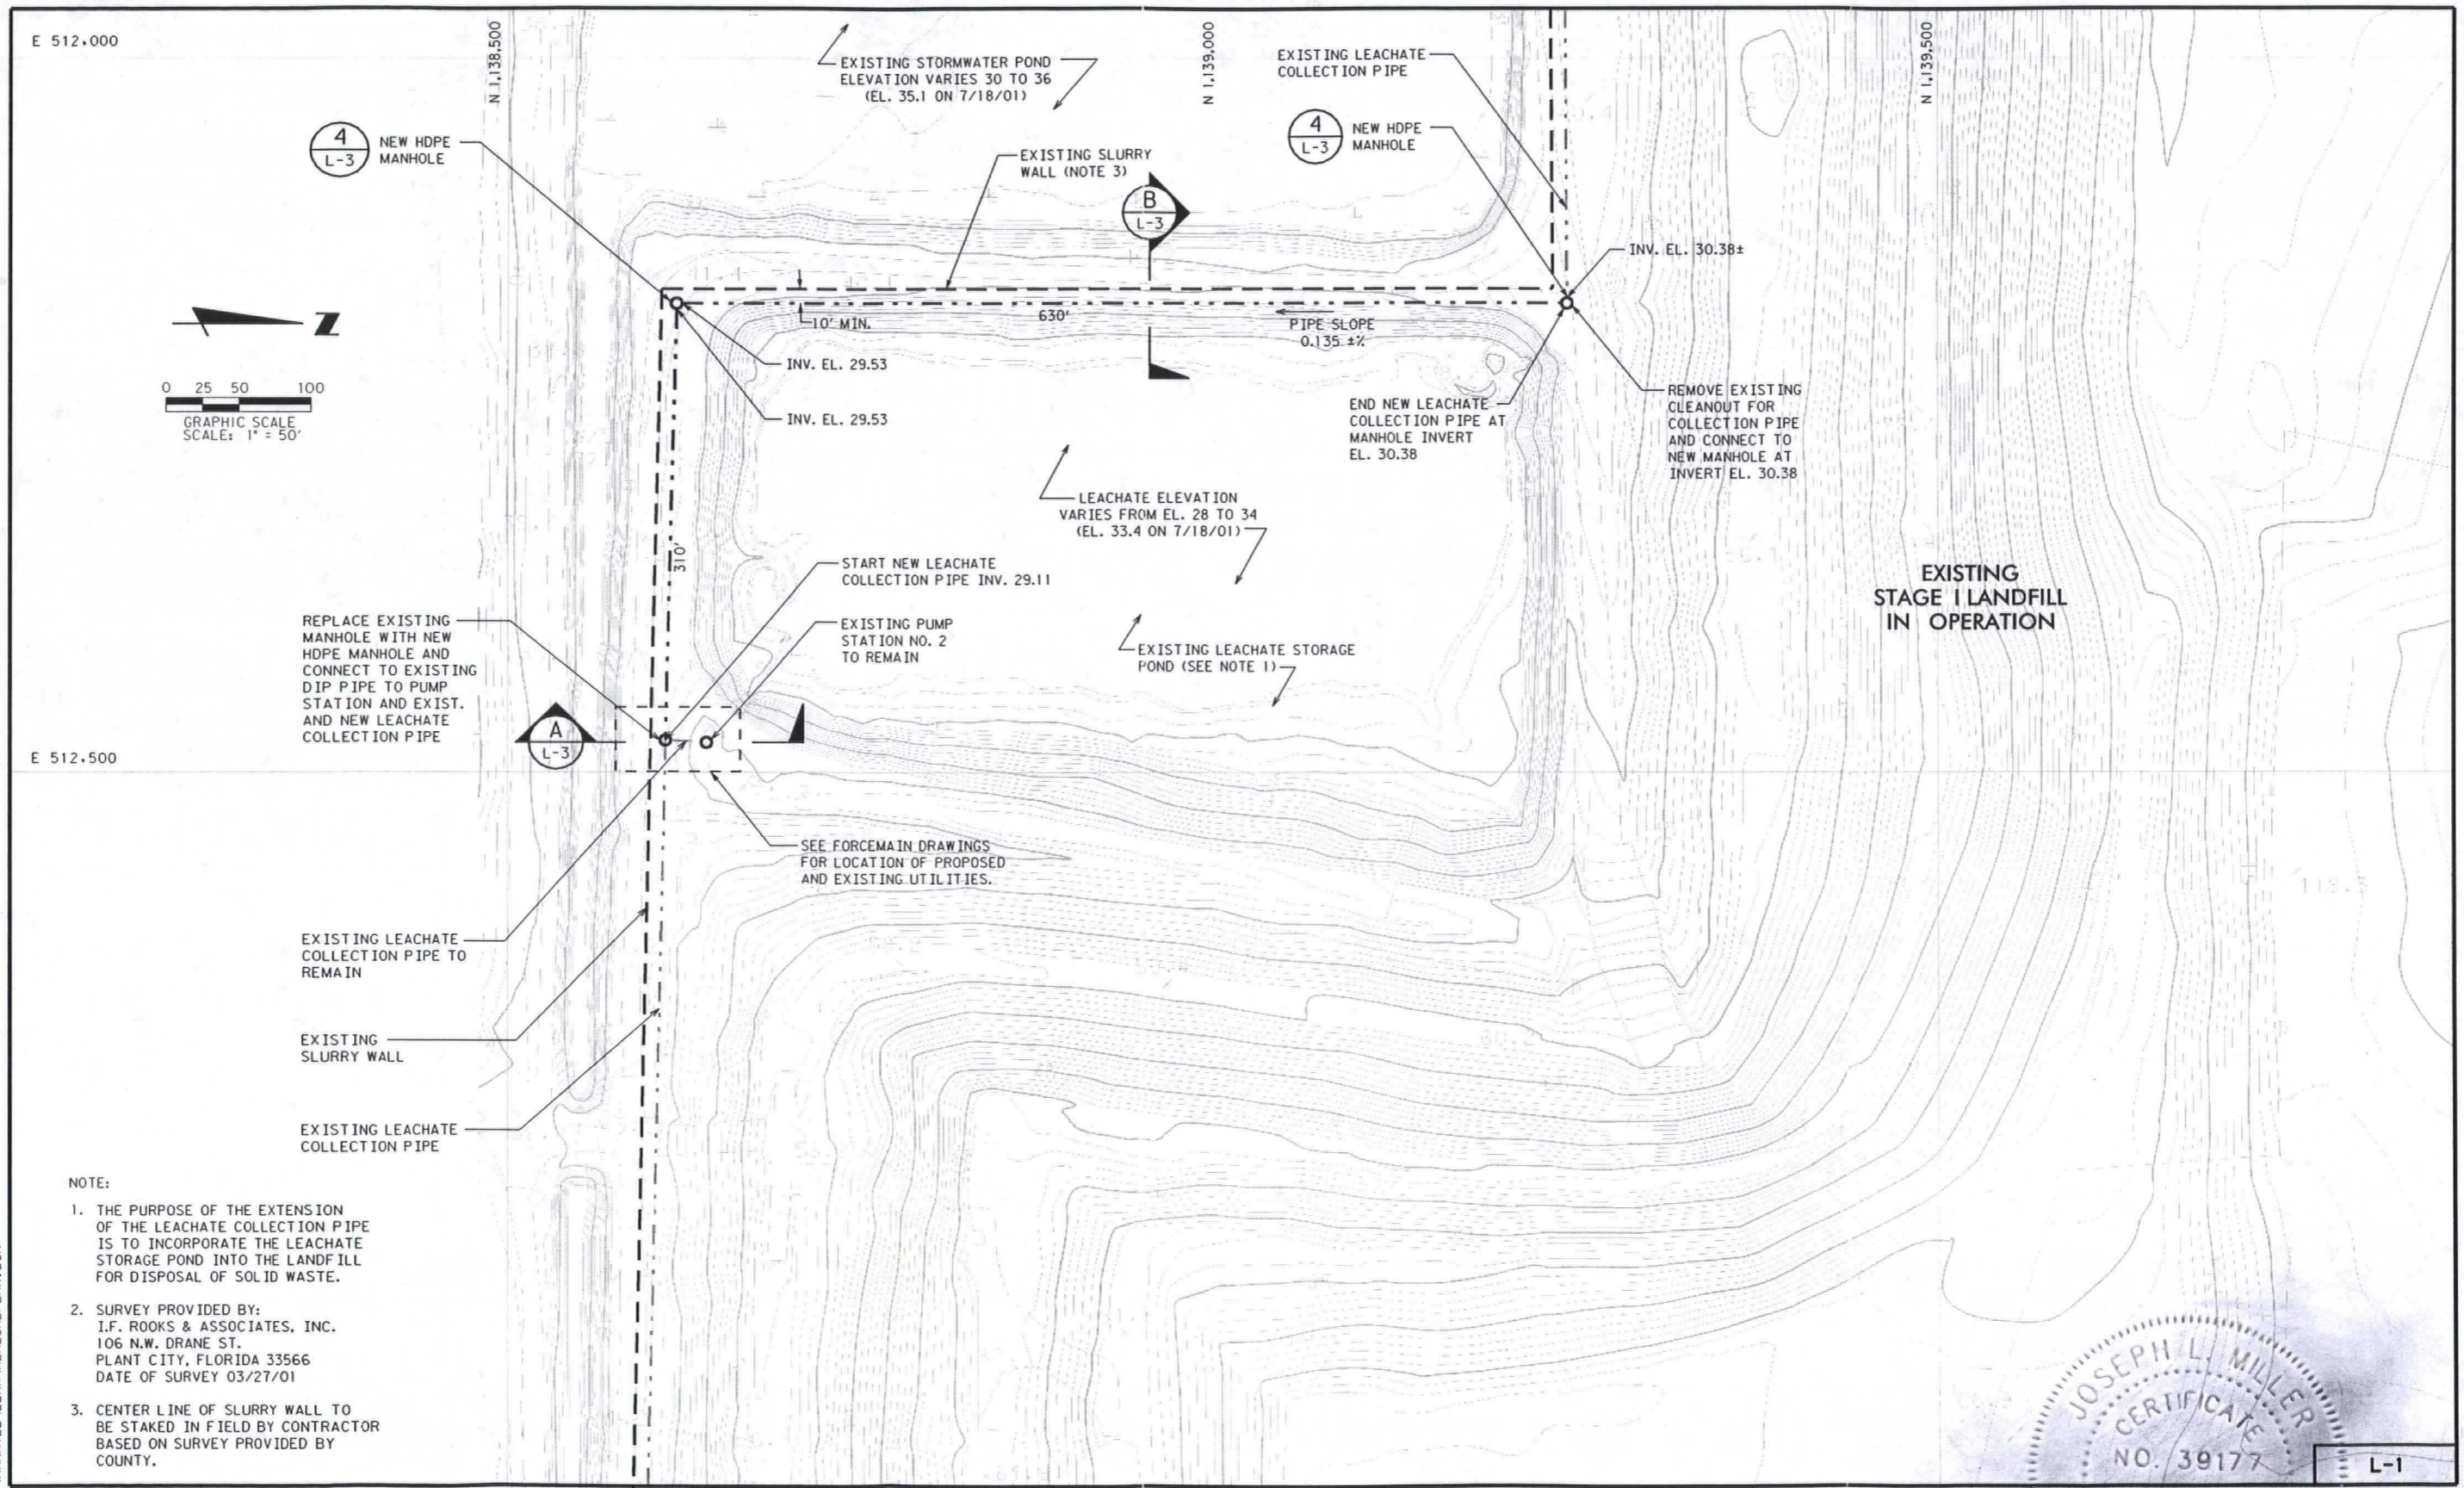 E 512,000
N 1,138,500
N 1,139,000
N 1,139,500
EXISTING STORMWATER POND
ELEVATION VARIES 30 TO 36
(EL. 35.1 ON 7/18/01)
EXISTING LEACHATE
COLLECTION PIPE
4
L-3
NEW HDPE
MANHOLE
4
L-3
NEW HDPE
MANHOLE
EXISTING SLURRY
WALL (NOTE 3)
B
L-3
INV. EL. 30.38±
Z
10' MIN.
630'
PIPE SLOPE
0.135 ±%
INV. EL. 29.53
INV. EL. 29.53
0 25 50 100
GRAPHIC SCALE
SCALE: 1" = 50'
END NEW LEACHATE
COLLECTION PIPE AT
MANHOLE INVERT
EL. 30.38
REMOVE EXISTING
CLEANOUT FOR
COLLECTION PIPE
AND CONNECT TO
NEW MANHOLE AT
INVERT EL. 30.38
LEACHATE ELEVATION
VARIES FROM EL. 28 TO 34
(EL. 33.4 ON 7/18/01)
310'
START NEW LEACHATE
COLLECTION PIPE INV. 29.11
EXISTING
STAGE I LANDFILL
IN OPERATION
REPLACE EXISTING
MANHOLE WITH NEW
HDPE MANHOLE AND
CONNECT TO EXISTING
DIP PIPE TO PUMP
STATION AND EXIST.
AND NEW LEACHATE
COLLECTION PIPE
EXISTING PUMP
STATION NO. 2
TO REMAIN
EXISTING LEACHATE STORAGE
POND (SEE NOTE 1)
A
L-3
E 512,500
SEE FORCEMAIN DRAWINGS
FOR LOCATION OF PROPOSED
AND EXISTING UTILITIES.
EXISTING LEACHATE
COLLECTION PIPE TO
REMAIN
EXISTING
SLURRY WALL
EXISTING LEACHATE
COLLECTION PIPE
NOTE:
1. THE PURPOSE OF THE EXTENSION
OF THE LEACHATE COLLECTION PIPE
IS TO INCORPORATE THE LEACHATE
STORAGE POND INTO THE LANDFILL
FOR DISPOSAL OF SOLID WASTE.
2. SURVEY PROVIDED BY:
I.F. ROOKS & ASSOCIATES, INC.
106 N.W. DRANE ST.
PLANT CITY, FLORIDA 33566
DATE OF SURVEY 03/27/01
3. CENTER LINE OF SLURRY WALL TO
BE STAKED IN FIELD BY CONTRACTOR
BASED ON SURVEY PROVIDED BY
COUNTY.
JOSEPH L. MILLER
CERTIFICATE
NO. 39177
L-1